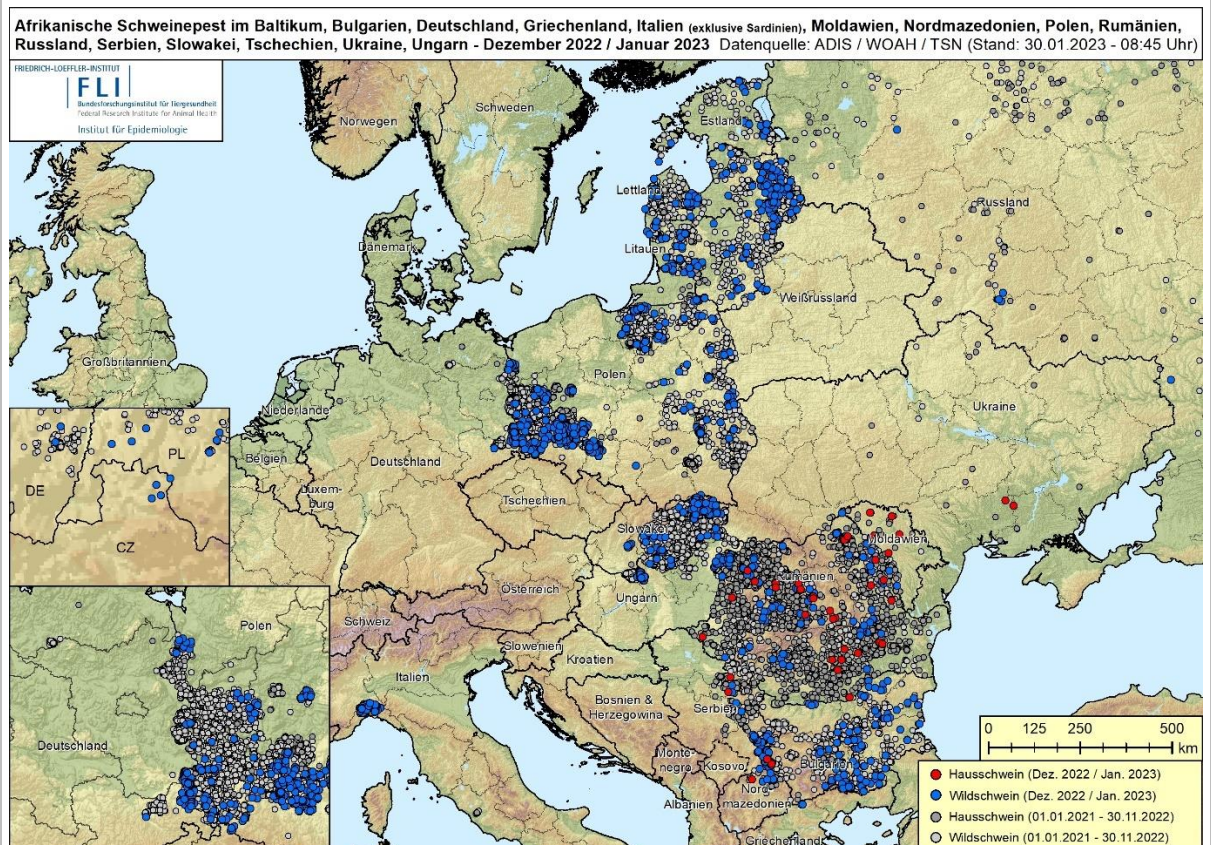 Afrikanische Schweinepest im Baltikum, Bulgarien, Deutschland, Griechenland, Italien (exklusive Sardinien), Moldawien, Nordmazedonien, Polen, Rumänien,
Russland, Serbien, Slowakei, Tschechien, Ukraine, Ungarn - Dezember 2022 / Januar 2023 Datenquelle: ADIS / WOAH / TSN (Stand: 30.01.2023 - 08:45 Uhr)
FRIEDRICH-LOEFFLER-INSTITUT
FLI
Bundesforschungsinstitut für Tiergesundheit
Federal Research Institute for Animal Health
Institut für Epidemiologie
Norwegen
Schweden
Estland
Lettland
Russland
Dänemark
Litauen
Weißrussland
Großbritannien
Polen
Niederlande
Ukraine
Belgien
Deutschland
Luxem-
burg
Tschechien
Slowakei
Moldawien
Österreich
Ungarn
Rumänien
Schweiz
Slowenien
Kroatien
Italien
Bosnien &
Herzegowina
Serbien
Monte-
negro
Kosovo
Bulgarien
Nord-
mazedonien
Albanien
Griechenland
PL
DE
CZ
Polen
Deutschland
0 125 250 500
km
Hausschwein (Dez. 2022 / Jan. 2023)
Wildschwein (Dez. 2022 / Jan. 2023)
Hausschwein (01.01.2021 - 30.11.2022)
Wildschwein (01.01.2021 - 30.11.2022)